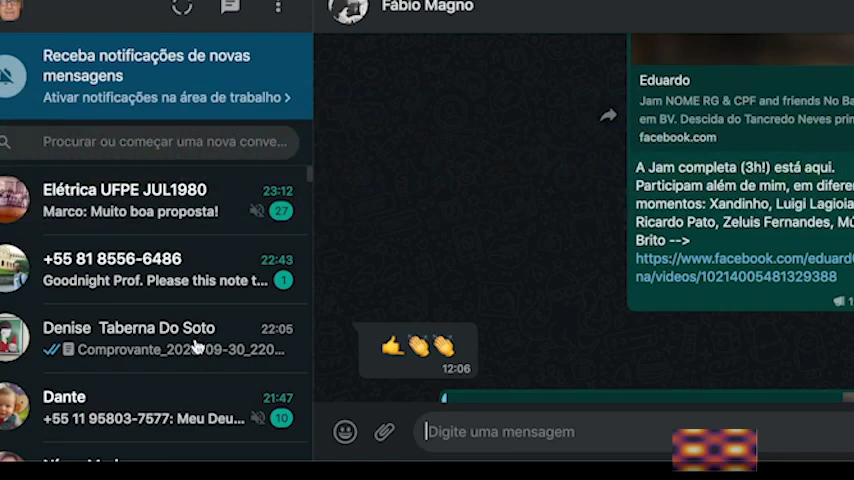 Fábio Magno
Receba notificações de novas
mensagens
Ativar notificações na área de trabalho >
Procurar ou começar uma nova conve...
Elétrica UFPE JUL1980 23:12
Marco: Muito boa proposta! 27
+55 81 8556-6486 22:43
Goodnight Prof. Please this note t... 1
Denise Taberna Do Soto 22:05
Comprovante_202 09-30_220...
Dante 21:47
+55 11 95803-7577: Meu Deu... 10
Eduardo
Jam NOME RG & CPF and friends No Ba
em BV. Descida do Tancredo Neves prin
facebook.com
A Jam completa (3h!) está aqui.
Participam além de mim, em difere
momentos: Xandinho, Luigi Lagioia
Ricardo Pato, Zeluis Fernandes, Mú
Brito -->
https://www.facebook.com/eduard
na/videos/10214005481329388
🤙👏👏
12:06
Digite uma mensagem